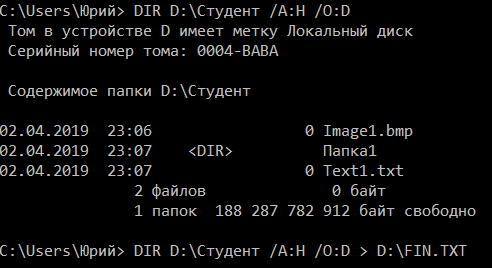 C:\Users\Юрий> DIR D:\Студент /A:H /O:D
Том в устройстве D имеет метку Локальный диск
Серийный номер тома: 0004-BABA
Содержимое папки D:\Студент
02.04.2019 23:06 0 Image1.bmp
02.04.2019 23:07 <DIR> Папка1
02.04.2019 23:07 0 Text1.txt
2 файлов 0 байт
1 папок 188 287 782 912 байт свободно
C:\Users\Юрий> DIR D:\Студент /A:H /O:D > D:\FIN.TXT